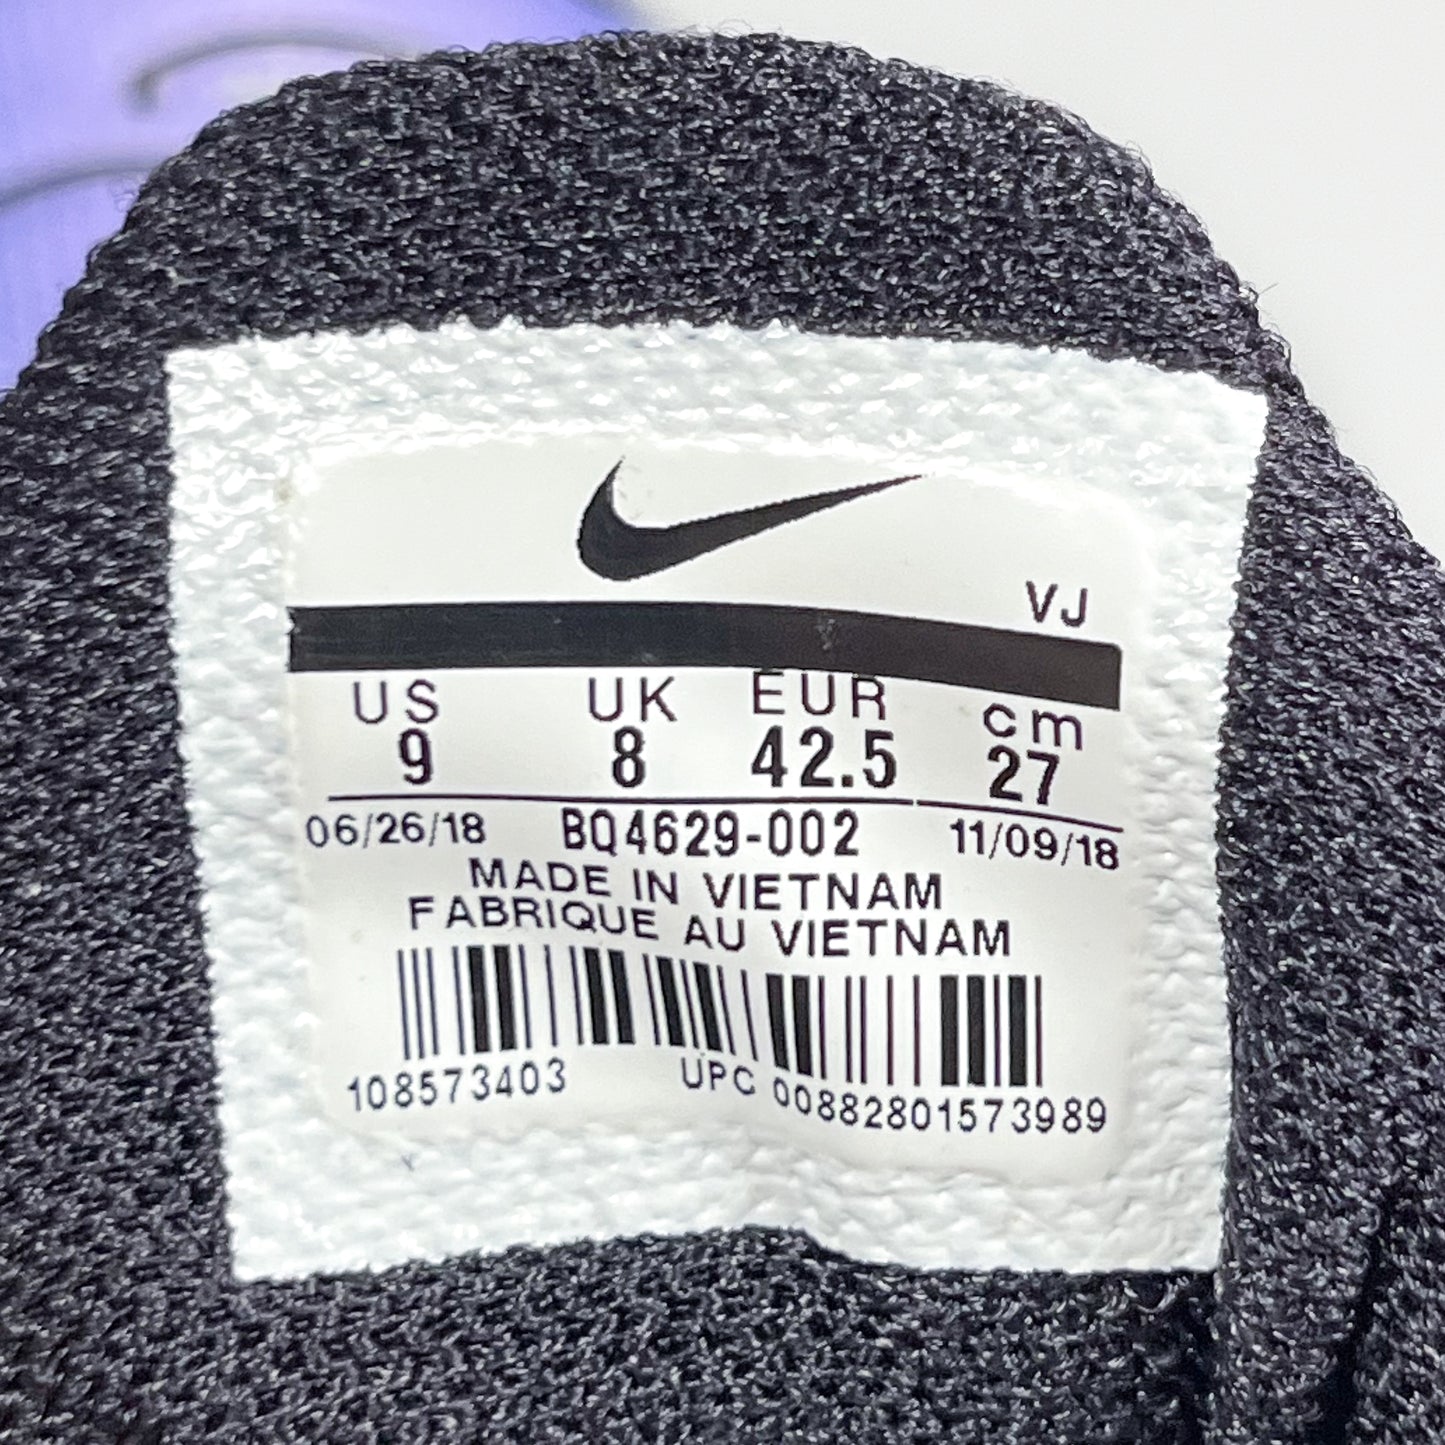 VJ
US UK EUR cm
9 8 42.5 27
06/26/18 BQ4629-002 11/09/18
MADE IN VIETNAM
FABRIQUE AU VIETNAM
108573403 UPC 00882801573989